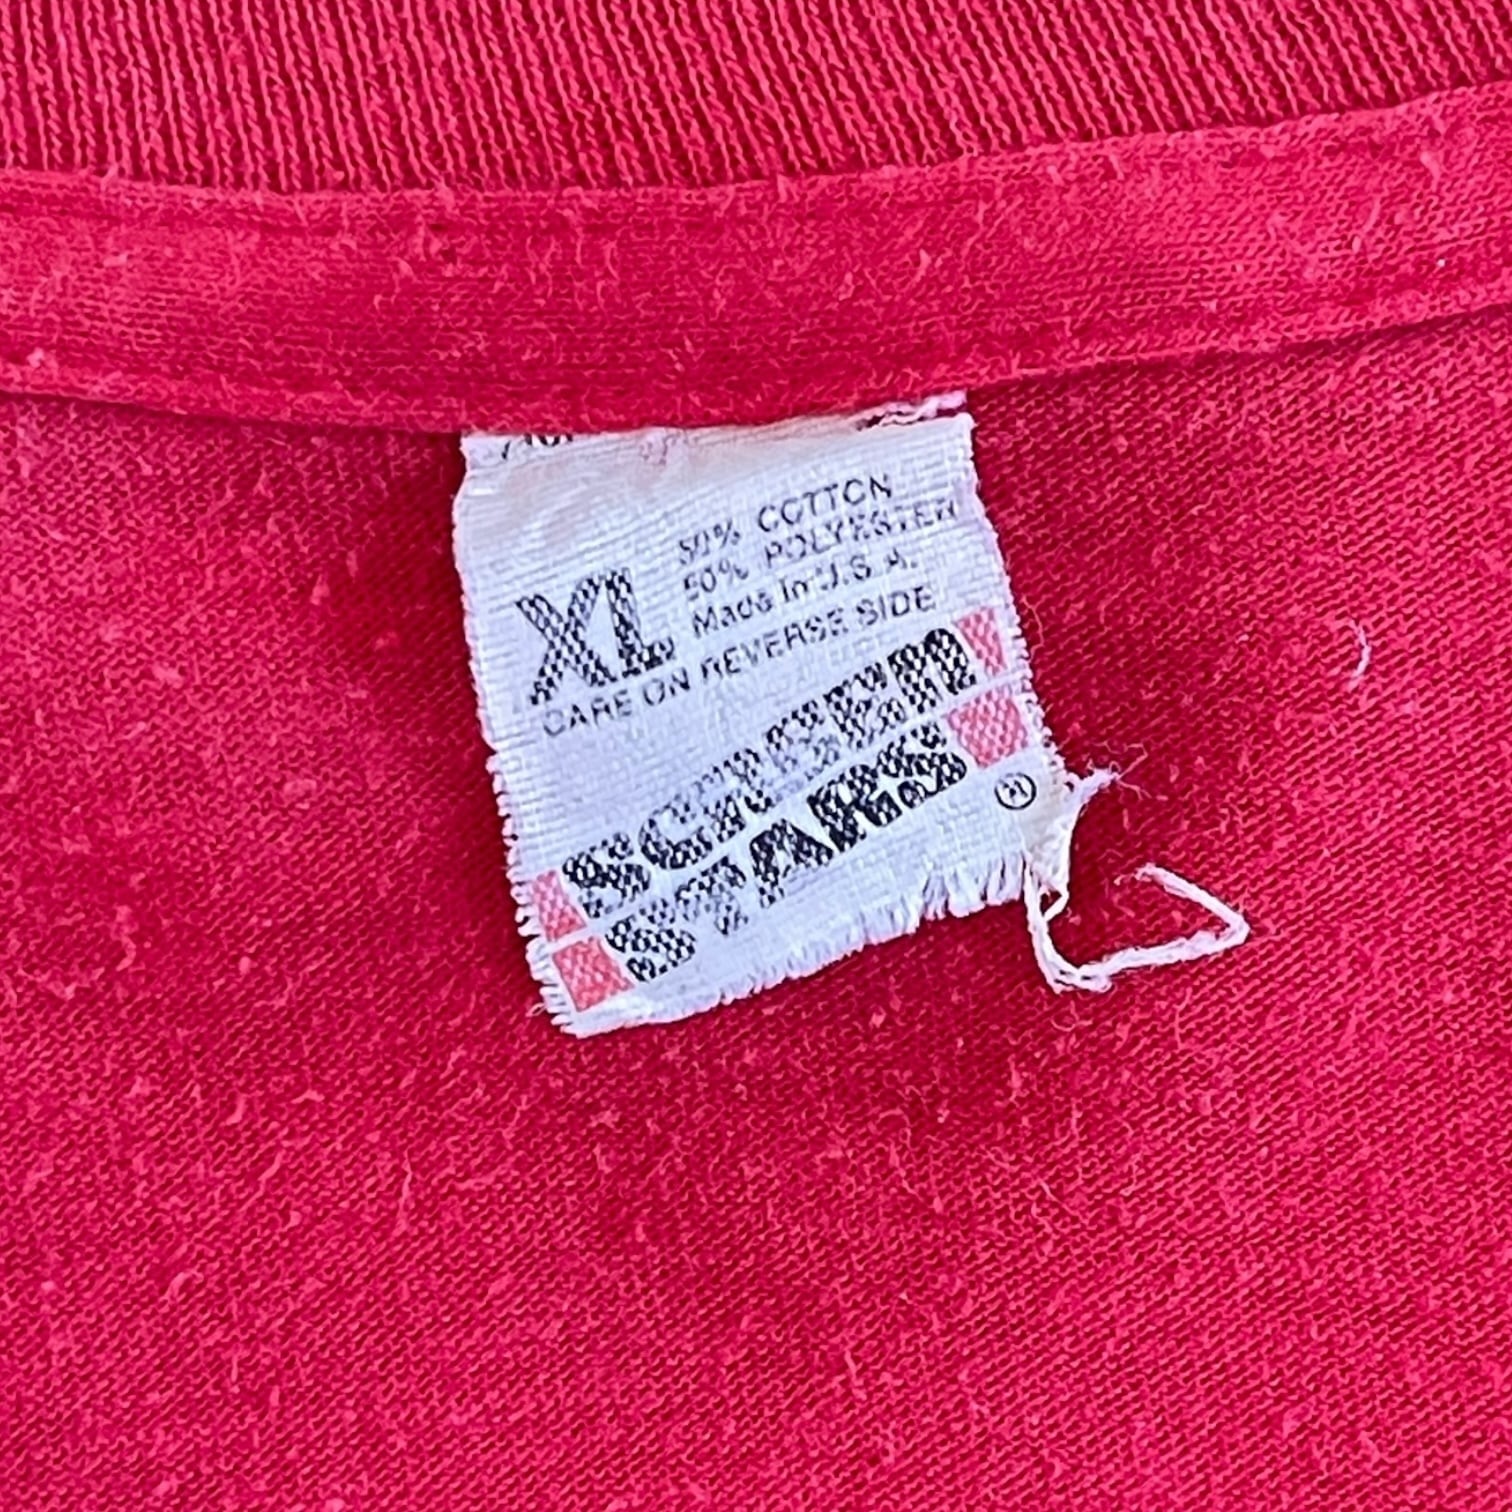 XL
50% COTTON
50% POLYESTER
Made in U.S.A.
CARE ON REVERSE SIDE
SCREEN
STARS ®